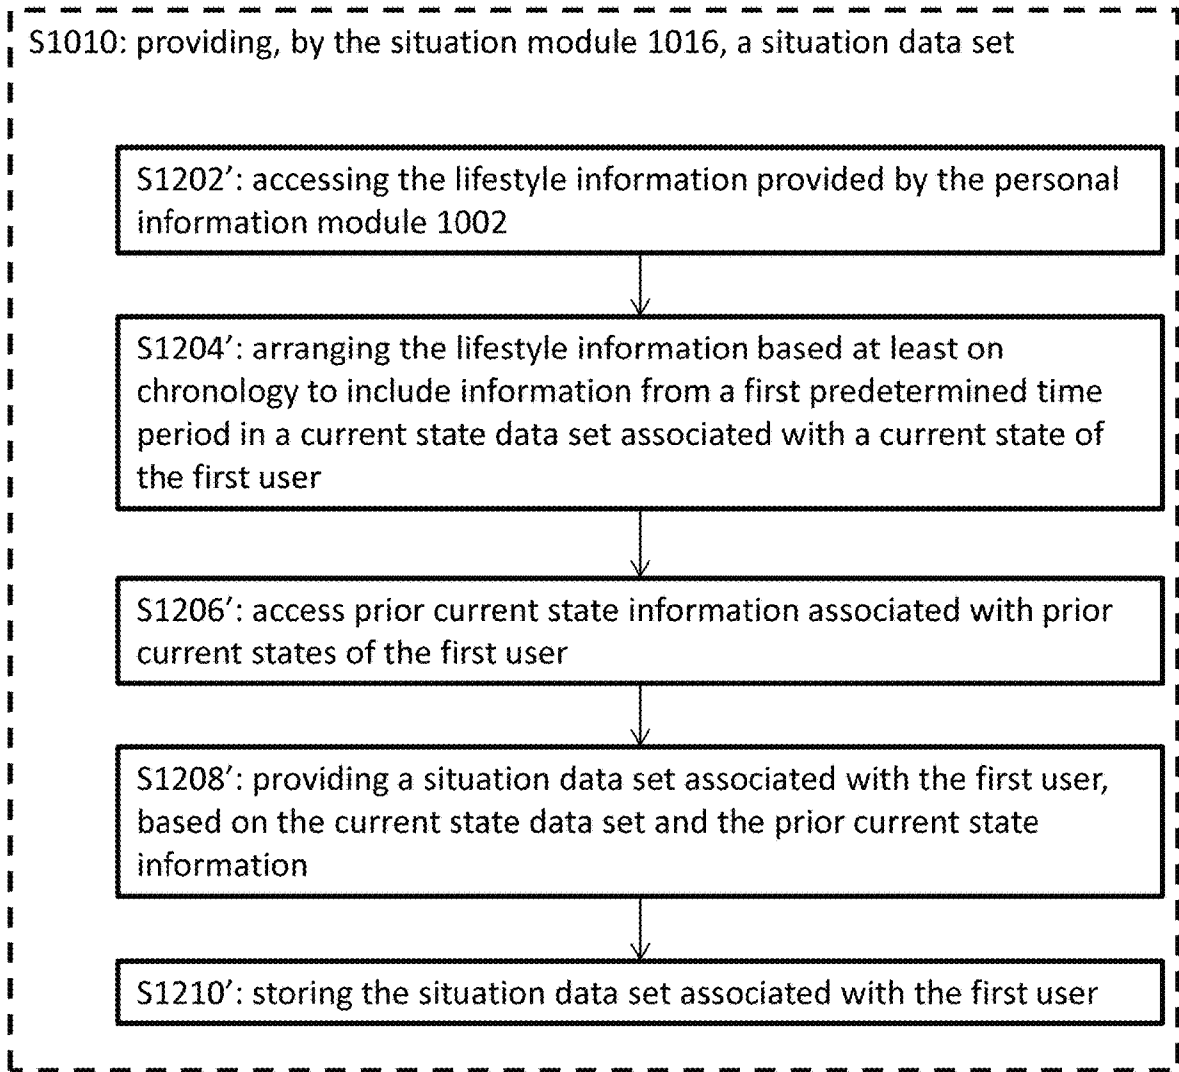 S1010: providing, by the situation module 1016, a situation data set
S1202′: accessing the lifestyle information provided by the personal
information module 1002
S1204′: arranging the lifestyle information based at least on
chronology to include information from a first predetermined time
period in a current state data set associated with a current state of
the first user
S1206′: access prior current state information associated with prior
current states of the first user
S1208′: providing a situation data set associated with the first user,
based on the current state data set and the prior current state
information
S1210′: storing the situation data set associated with the first user